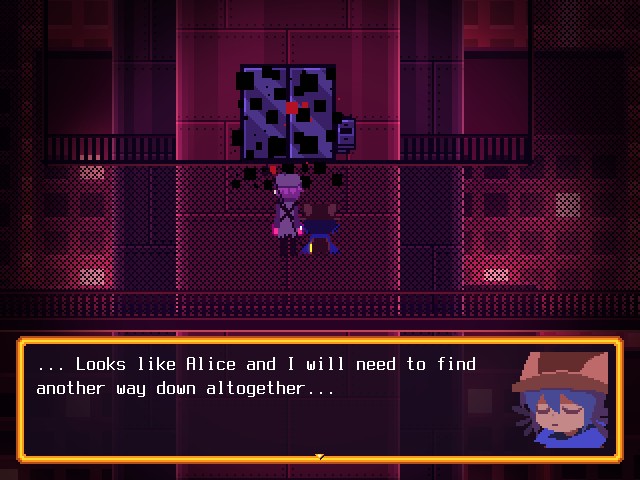 ... Looks like Alice and I will need to find
another way down altogether...